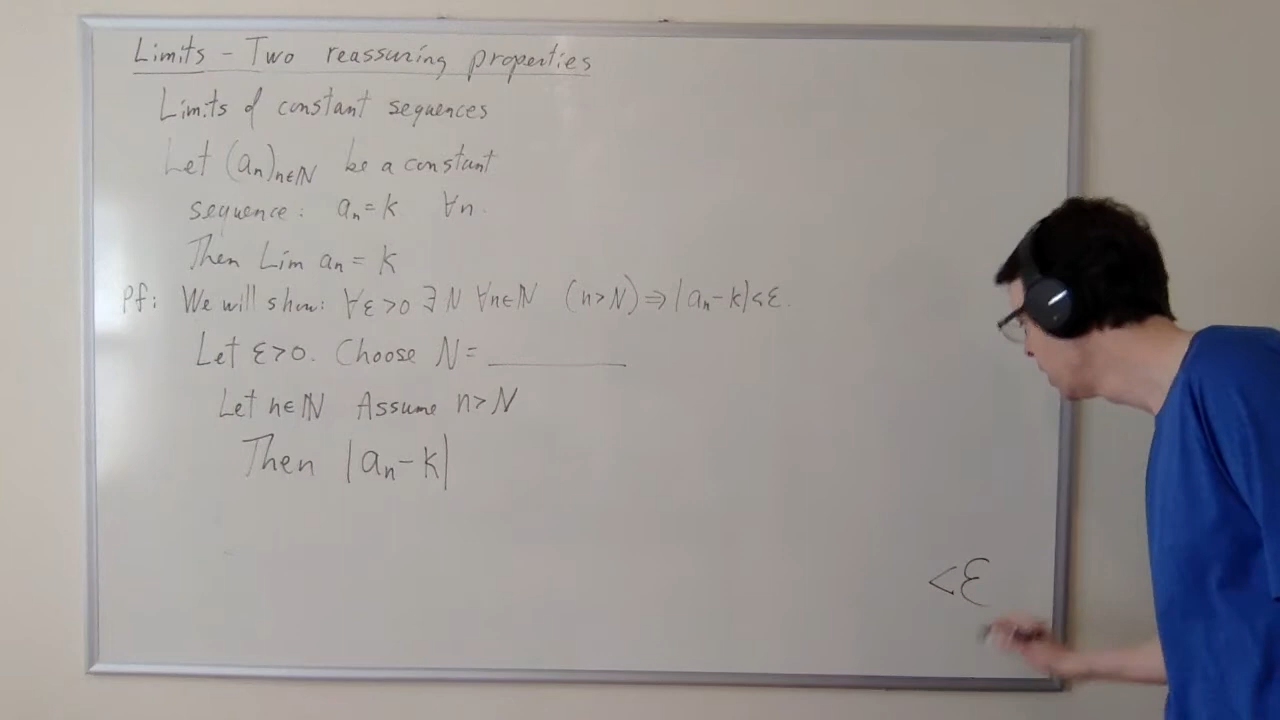 Limits - Two reassuring properties
Limits of constant sequences
Let (aₙ)ₙ∈ℕ be a constant
sequence: aₙ = k ∀n.
Then Lim aₙ = k
Pf: We will show: ∀ε>0 ∃N ∀n∈ℕ (n>N) ⇒ |aₙ-k|<ε.
Let ε>0. Choose N = ________
Let n∈ℕ Assume n>N
Then |aₙ-k|
<ε